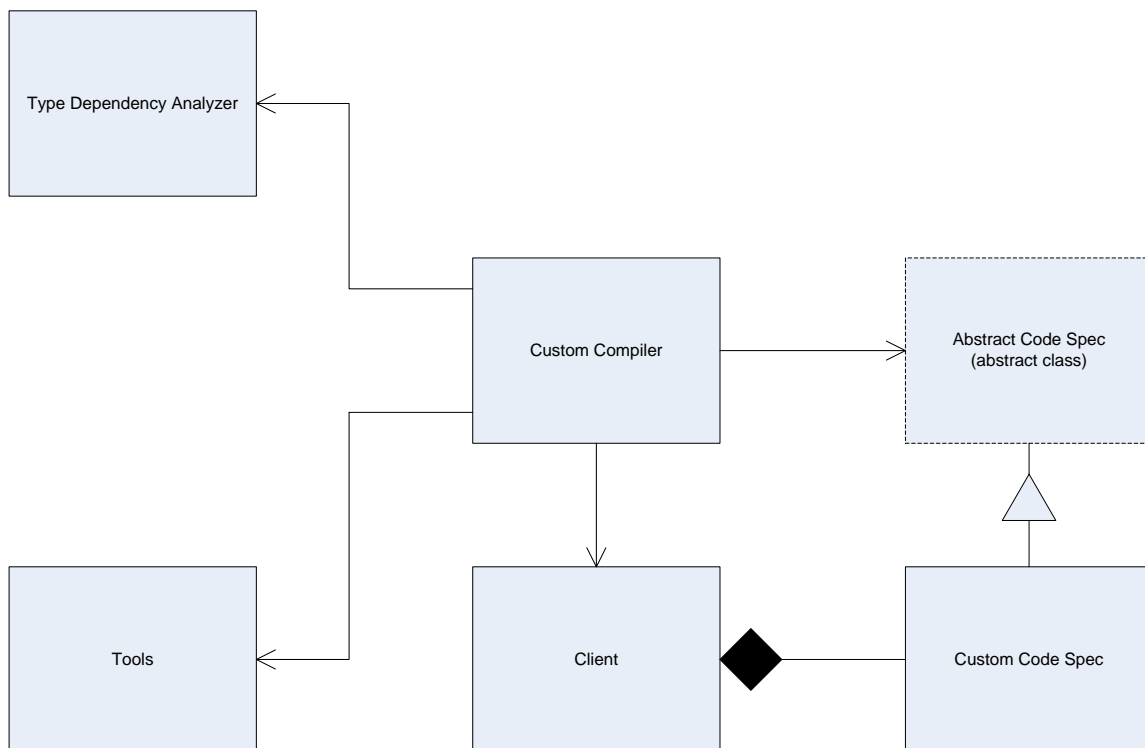 Type Dependency Analyzer
Custom Compiler
Abstract Code Spec
(abstract class)
Tools
Client
Custom Code Spec